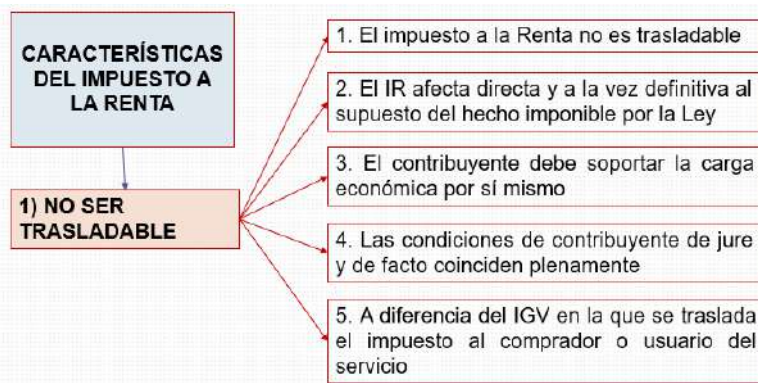 CARACTERÍSTICAS
DEL IMPUESTO A
LA RENTA
1) NO SER
TRASLADABLE
1. El impuesto a la Renta no es trasladable
2. El IR afecta directa y a la vez definitiva al
supuesto del hecho imponible por la Ley
3. El contribuyente debe soportar la carga
económica por sí mismo
4. Las condiciones de contribuyente de jure
y de facto coinciden plenamente
5. A diferencia del IGV en la que se traslada
el impuesto al comprador o usuario del
servicio